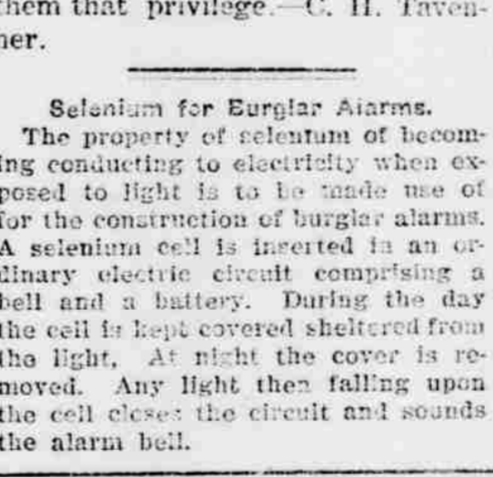 them that privilege.—C. H. Taven-
ner.
Selenium for Burglar Alarms.
The property of selenium of becom-
ing conducting to electricity when ex-
posed to light is to be made use of
for the construction of burglar alarms.
A selenium cell is inserted in an or-
dinary electric circuit comprising a
bell and a battery. During the day
the cell is kept covered sheltered from
the light. At night the cover is re-
moved. Any light then falling upon
the cell closes the circuit and sounds
the alarm bell.